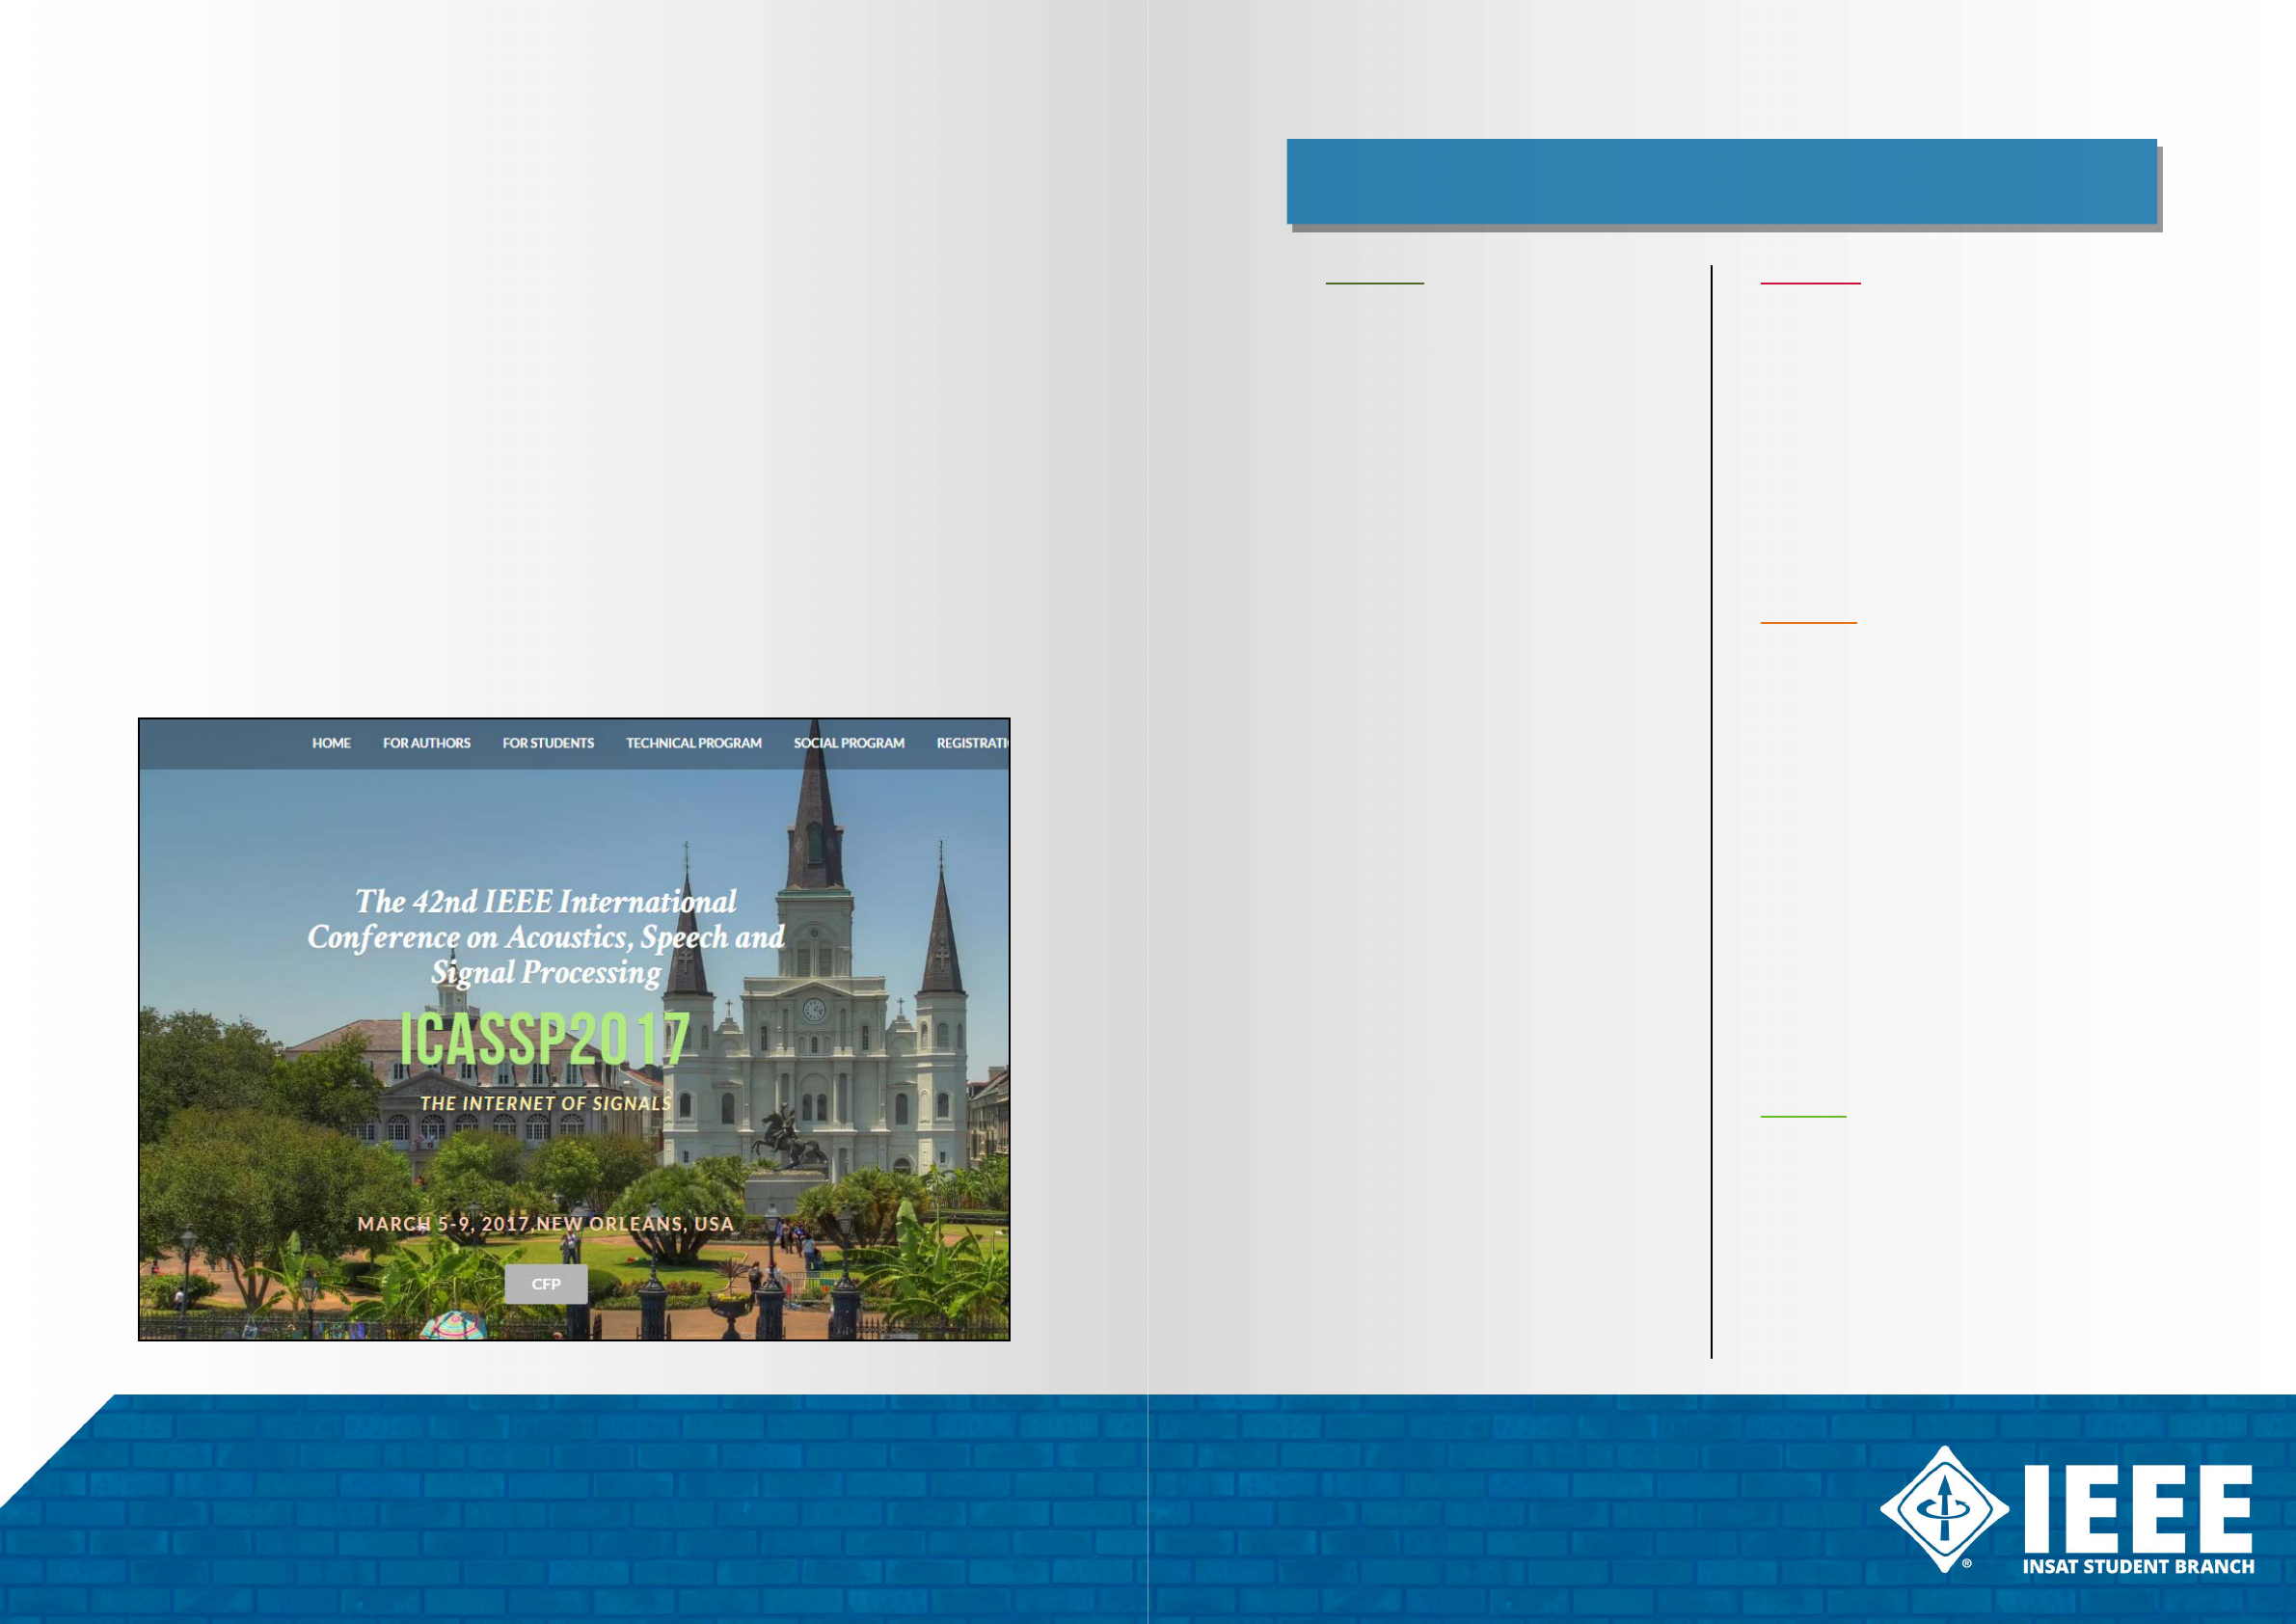 HOME FOR AUTHORS FOR STUDENTS TECHNICAL PROGRAM SOCIAL PROGRAM REGISTRATI
The 42nd IEEE International
Conference on Acoustics, Speech and
Signal Processing
ICASSP2017
THE INTERNET OF SIGNALS
MARCH 5-9, 2017,NEW ORLEANS, USA
CFP
IEEE
®
INSAT STUDENT BRANCH